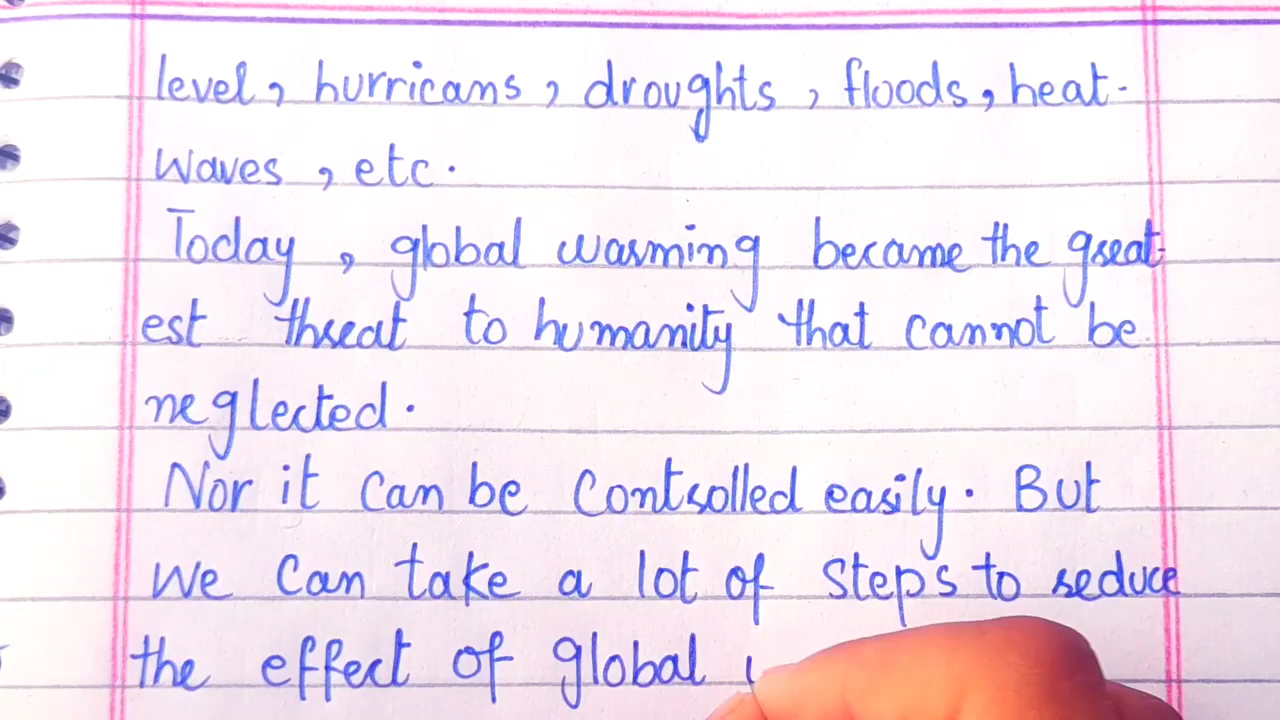 level, hurricans, droughts, floods, heat-
waves, etc.
Today, global warming became the great-
est threat to humanity that cannot be
neglected.
Nor it can be controlled easily. But
we can take a lot of steps to reduce
the effect of global